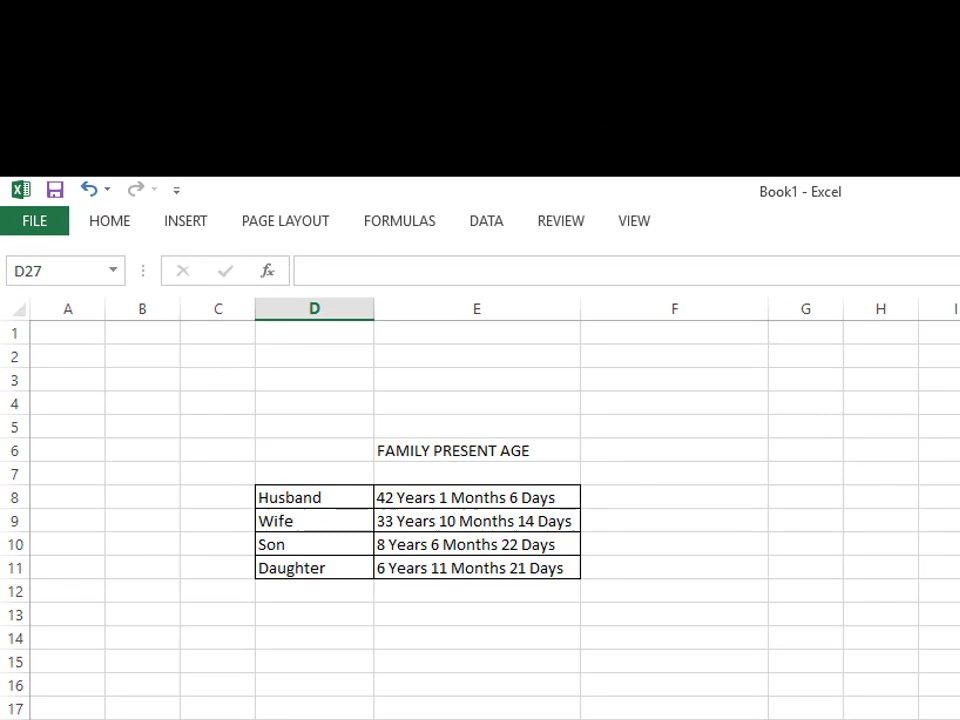 Book1 - Excel
FILE HOME INSERT PAGE LAYOUT FORMULAS DATA REVIEW VIEW
D27 fx
A B C D E F G H I
1
2
3
4
5
6 FAMILY PRESENT AGE
7
8 Husband 42 Years 1 Months 6 Days
9 Wife 33 Years 10 Months 14 Days
10 Son 8 Years 6 Months 22 Days
11 Daughter 6 Years 11 Months 21 Days
12
13
14
15
16
17